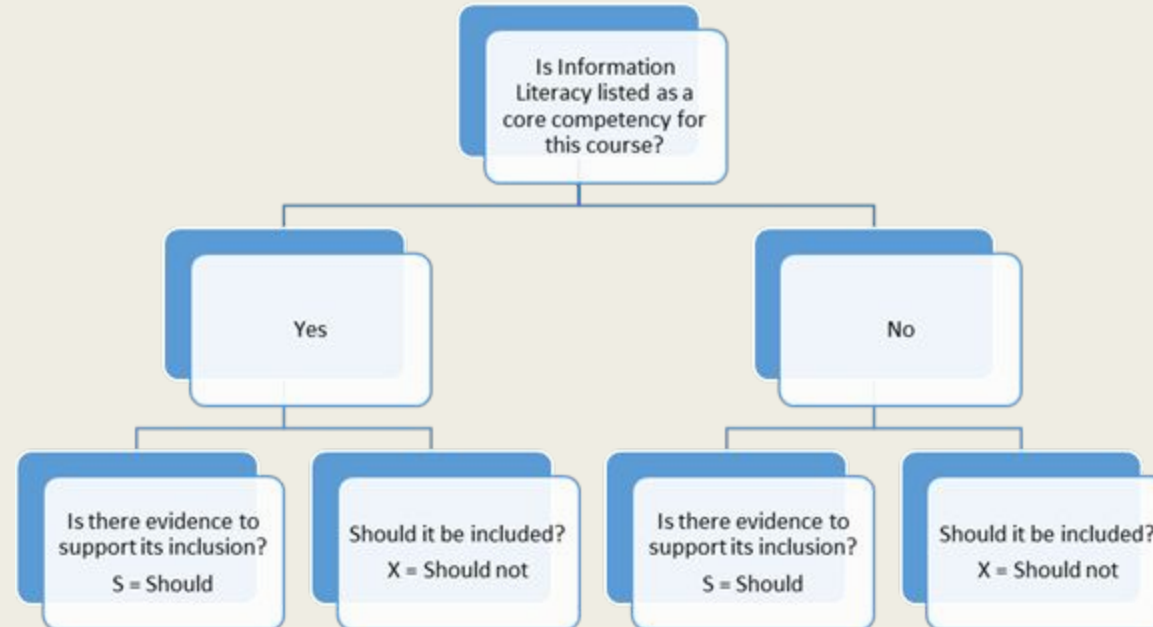 Is Information
Literacy listed as a
core competency for
this course?
Yes
No
Is there evidence to
support its inclusion?
S = Should
Should it be included?
X = Should not
Is there evidence to
support its inclusion?
S = Should
Should it be included?
X = Should not